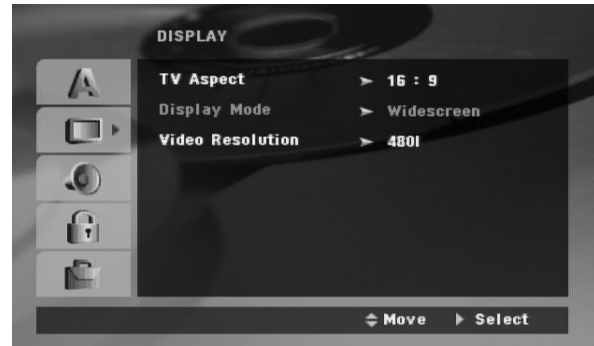 DISPLAY
A
TV Aspect ➤ 16 : 9
Display Mode ➤ Widescreen
Video Resolution ➤ 480I
Move Select